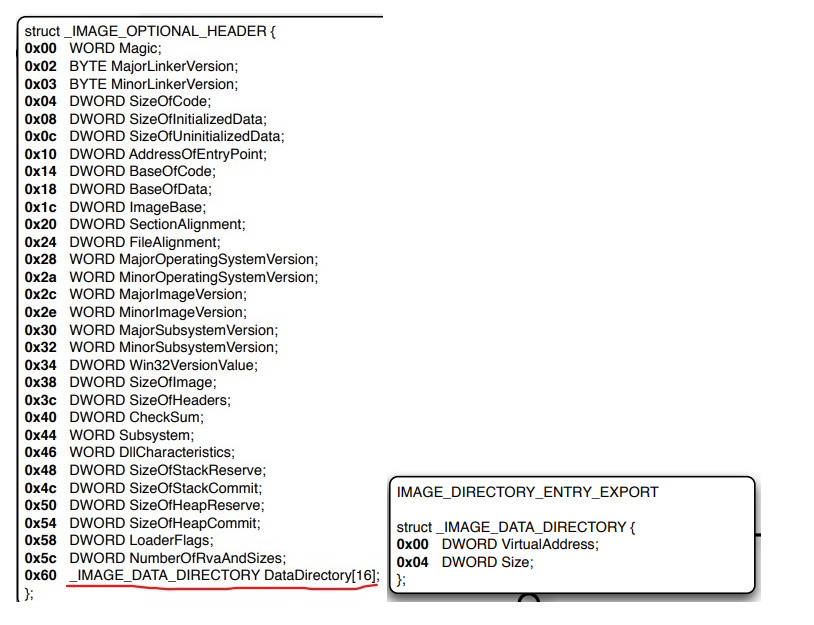 struct _IMAGE_OPTIONAL_HEADER {
0x00 WORD Magic;
0x02 BYTE MajorLinkerVersion;
0x03 BYTE MinorLinkerVersion;
0x04 DWORD SizeOfCode;
0x08 DWORD SizeOfInitializedData;
0x0c DWORD SizeOfUninitializedData;
0x10 DWORD AddressOfEntryPoint;
0x14 DWORD BaseOfCode;
0x18 DWORD BaseOfData;
0x1c DWORD ImageBase;
0x20 DWORD SectionAlignment;
0x24 DWORD FileAlignment;
0x28 WORD MajorOperatingSystemVersion;
0x2a WORD MinorOperatingSystemVersion;
0x2c WORD MajorImageVersion;
0x2e WORD MinorImageVersion;
0x30 WORD MajorSubsystemVersion;
0x32 WORD MinorSubsystemVersion;
0x34 DWORD Win32VersionValue;
0x38 DWORD SizeOfImage;
0x3c DWORD SizeOfHeaders;
0x40 DWORD CheckSum;
0x44 WORD Subsystem;
0x46 WORD DllCharacteristics;
0x48 DWORD SizeOfStackReserve;
0x4c DWORD SizeOfStackCommit;
0x50 DWORD SizeOfHeapReserve;
0x54 DWORD SizeOfHeapCommit;
0x58 DWORD LoaderFlags;
0x5c DWORD NumberOfRvaAndSizes;
0x60 _IMAGE_DATA_DIRECTORY DataDirectory[16];
};
IMAGE_DIRECTORY_ENTRY_EXPORT
struct _IMAGE_DATA_DIRECTORY {
0x00 DWORD VirtualAddress;
0x04 DWORD Size;
};